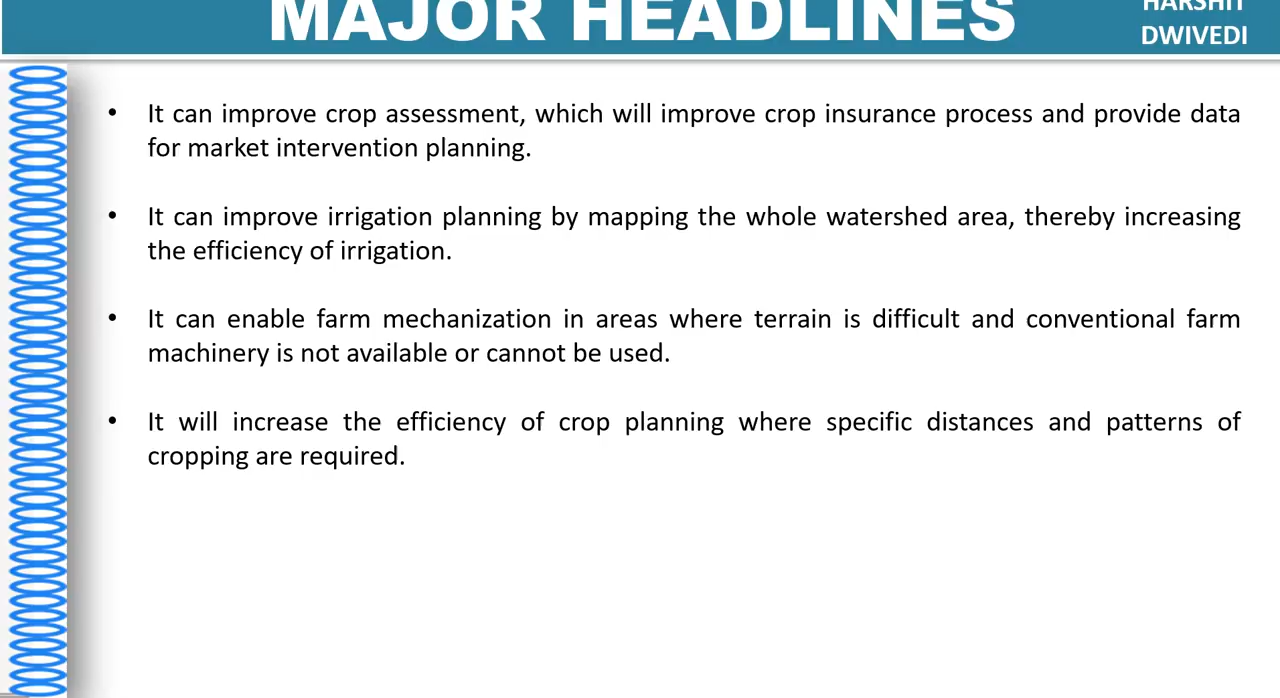 MAJOR HEADLINES
HARSHIT
DWIVEDI
• It can improve crop assessment, which will improve crop insurance process and provide data
for market intervention planning.
• It can improve irrigation planning by mapping the whole watershed area, thereby increasing
the efficiency of irrigation.
• It can enable farm mechanization in areas where terrain is difficult and conventional farm
machinery is not available or cannot be used.
• It will increase the efficiency of crop planning where specific distances and patterns of
cropping are required.